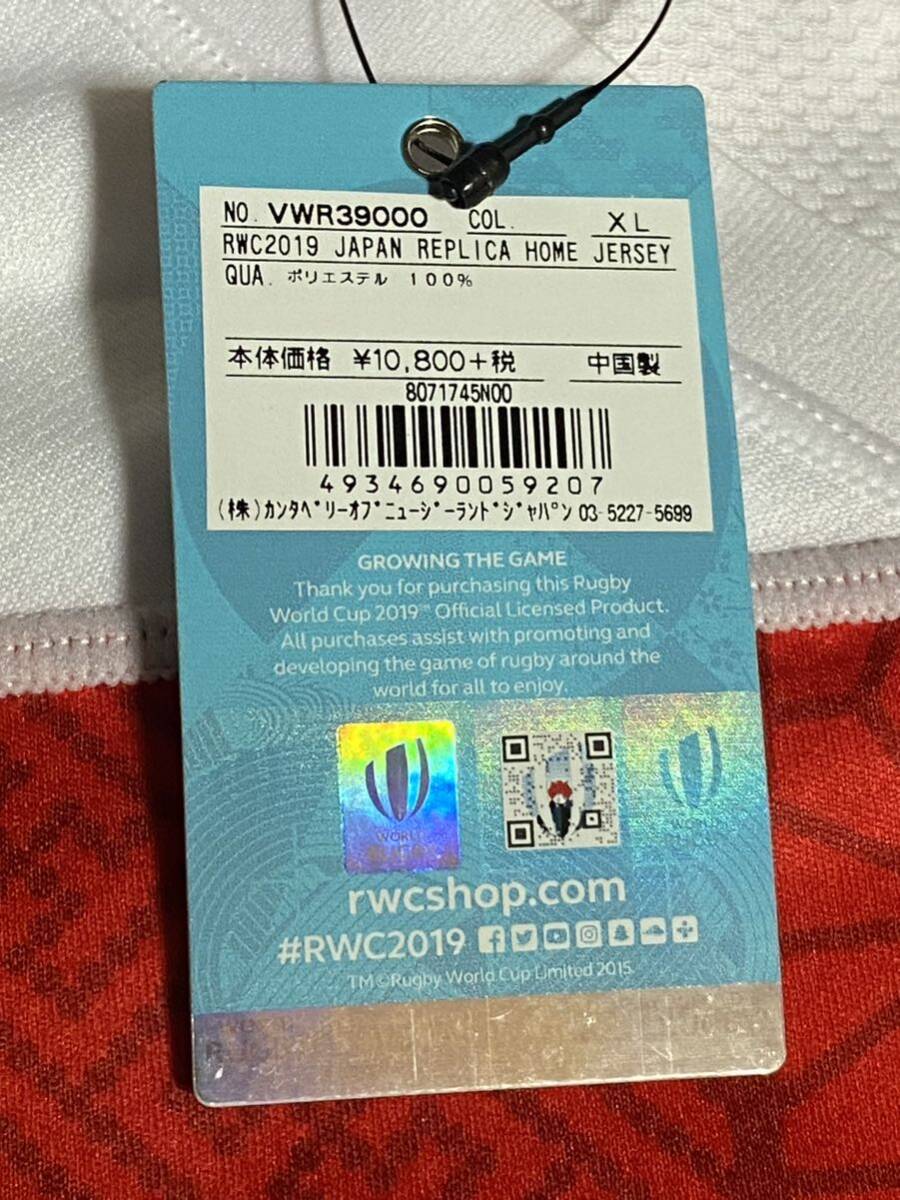 NO. VWR39000 COL. XL
RWC2019 JAPAN REPLICA HOME JERSEY
QUA. ポリエステル 100%
本体価格 ¥10,800+税 中国製
8071745N00
4934690059207
(株)カンタベリーオブニュージーランドジャパン 03-5227-5699
GROWING THE GAME
Thank you for purchasing this Rugby
World Cup 2019™ Official Licensed Product.
All purchases assist with promoting and
developing the game of rugby around the
world for all to enjoy.
WORLD
rwcshop.com
#RWC2019
TM ©Rugby World Cup Limited 2015.